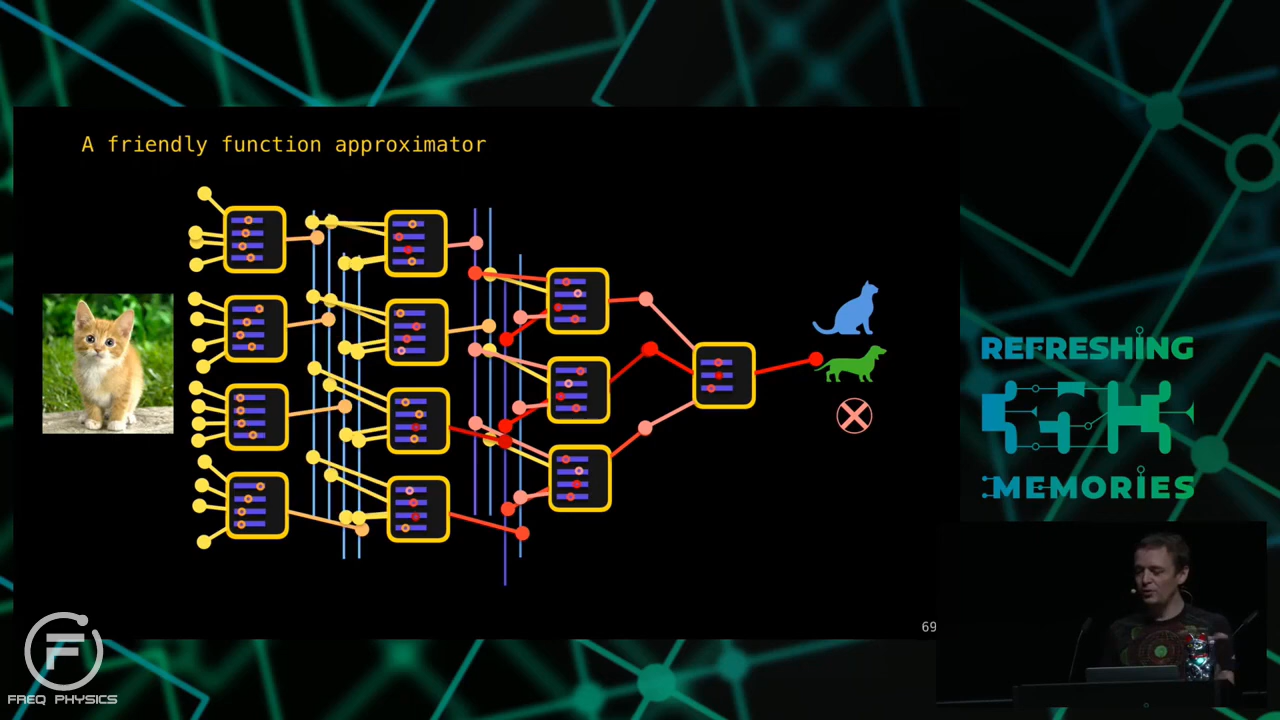 A friendly function approximator
REFRESHING
MEMORIES
69
FREQ PHYSICS